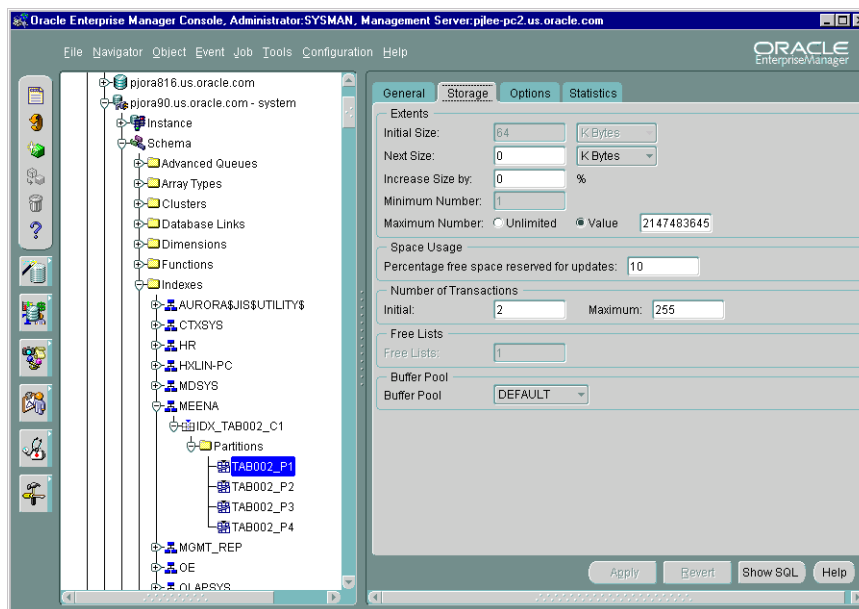 Oracle Enterprise Manager Console, Administrator:SYSMAN, Management Server:pjlee-pc2.us.oracle.com
File Navigator Object Event Job Tools Configuration Help
ORACLE
EnterpriseManager
pjora816.us.oracle.com
pjora90.us.oracle.com - system
Instance
Schema
Advanced Queues
Array Types
Clusters
Database Links
Dimensions
Functions
Indexes
AURORA$JIS$UTILITY$
CTXSYS
HR
HXLIN-PC
MDSYS
MEENA
IDX_TAB002_C1
Partitions
TAB002_P1
TAB002_P2
TAB002_P3
TAB002_P4
MGMT_REP
OE
OLAPSYS
General Storage Options Statistics
Extents
Initial Size: 64 K Bytes
Next Size: 0 K Bytes
Increase Size by: 0 %
Minimum Number: 1
Maximum Number: Unlimited Value 2147483645
Space Usage
Percentage free space reserved for updates: 10
Number of Transactions
Initial: 2 Maximum: 255
Free Lists
Free Lists: 1
Buffer Pool
Buffer Pool DEFAULT
Apply Revert Show SQL Help